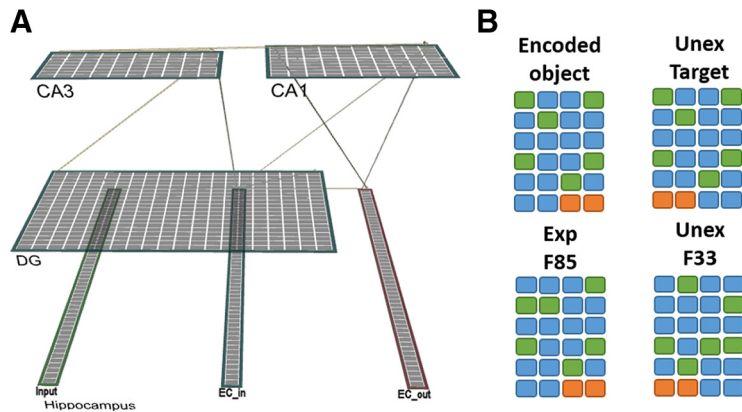 A
CA3
CA1
DG
Input
EC_in
EC_out
Hippocampus
B
Encoded
object
Unex
Target
Exp
F85
Unex
F33